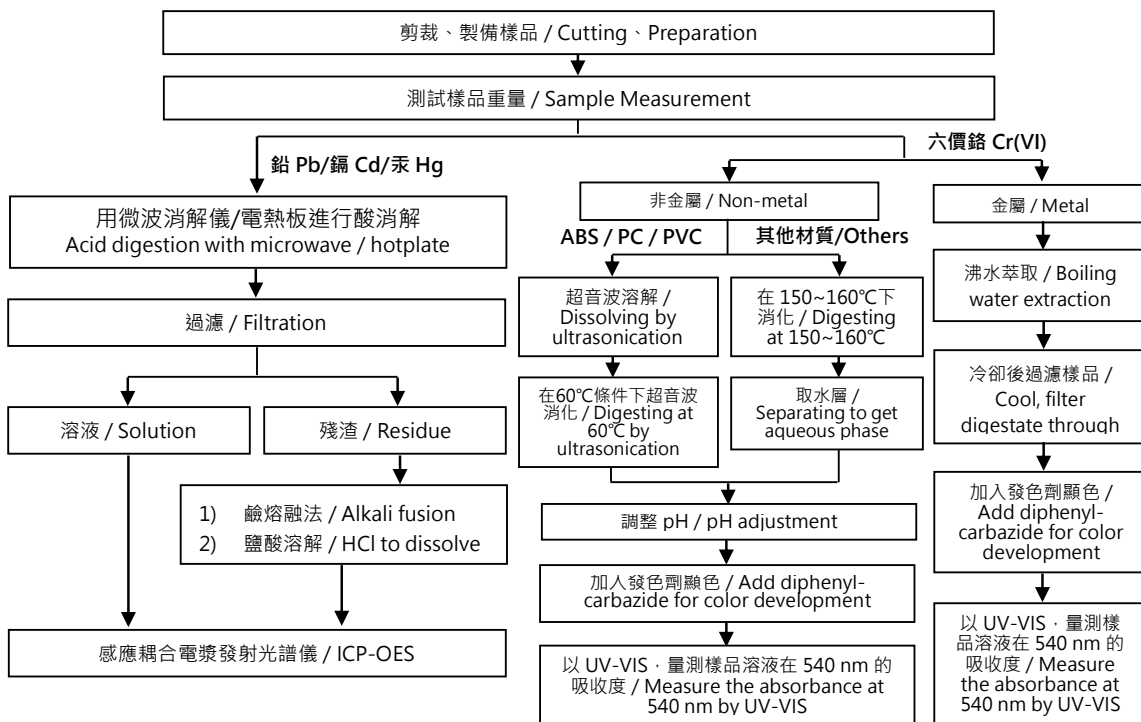 剪裁、製備樣品 / Cutting、Preparation
測試樣品重量 / Sample Measurement
鉛 Pb/鎘 Cd/汞 Hg
六價鉻 Cr(VI)
用微波消解儀/電熱板進行酸消解
Acid digestion with microwave / hotplate
過濾 / Filtration
溶液 / Solution
殘渣 / Residue
1) 鹼熔融法 / Alkali fusion
2) 鹽酸溶解 / HCl to dissolve
感應耦合電漿發射光譜儀 / ICP-OES
非金屬 / Non-metal
ABS / PC / PVC
其他材質/Others
超音波溶解 /
Dissolving by
ultrasonication
在60℃條件下超音波
消化 / Digesting at
60℃ by
ultrasonication
在 150~160℃下
消化 / Digesting
at 150~160℃
取水層 /
Separating to get
aqueous phase
調整 pH / pH adjustment
加入發色劑顯色 / Add diphenyl-
carbazide for color development
以 UV-VIS，量測樣品溶液在 540 nm 的
吸收度 / Measure the absorbance at
540 nm by UV-VIS
金屬 / Metal
沸水萃取 / Boiling
water extraction
冷卻後過濾樣品 /
Cool, filter
digestate through
加入發色劑顯色 /
Add diphenyl-
carbazide for color
development
以 UV-VIS，量測樣
品溶液在 540 nm 的
吸收度 / Measure
the absorbance at
540 nm by UV-VIS